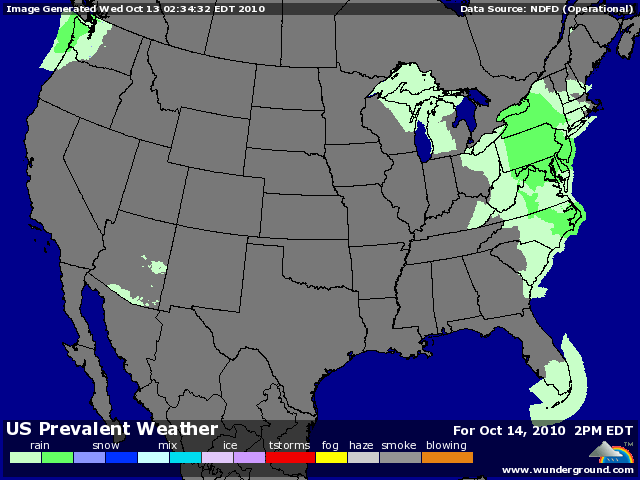 Image Generated Wed Oct 13 02:34:32 EDT 2010 Data Source: NDFD (Operational)
US Prevalent Weather For Oct 14, 2010 2PM EDT
rain snow mix ice tstorms fog haze smoke blowing
TM
www.wunderground.com